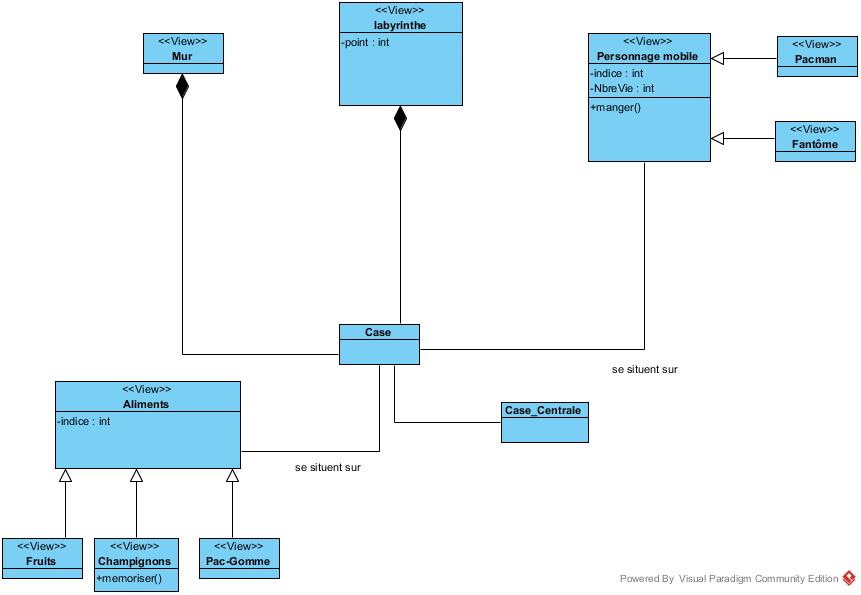 <<View>>
Mur
<<View>>
labyrinthe
-point : int
<<View>>
Personnage mobile
-indice : int
-NbreVie : int
+manger()
<<View>>
Pacman
<<View>>
Fantôme
Case
se situent sur
<<View>>
Aliments
-indice : int
Case_Centrale
se situent sur
<<View>>
Fruits
<<View>>
Champignons
+memoriser()
<<View>>
Pac-Gomme
Powered By Visual Paradigm Community Edition